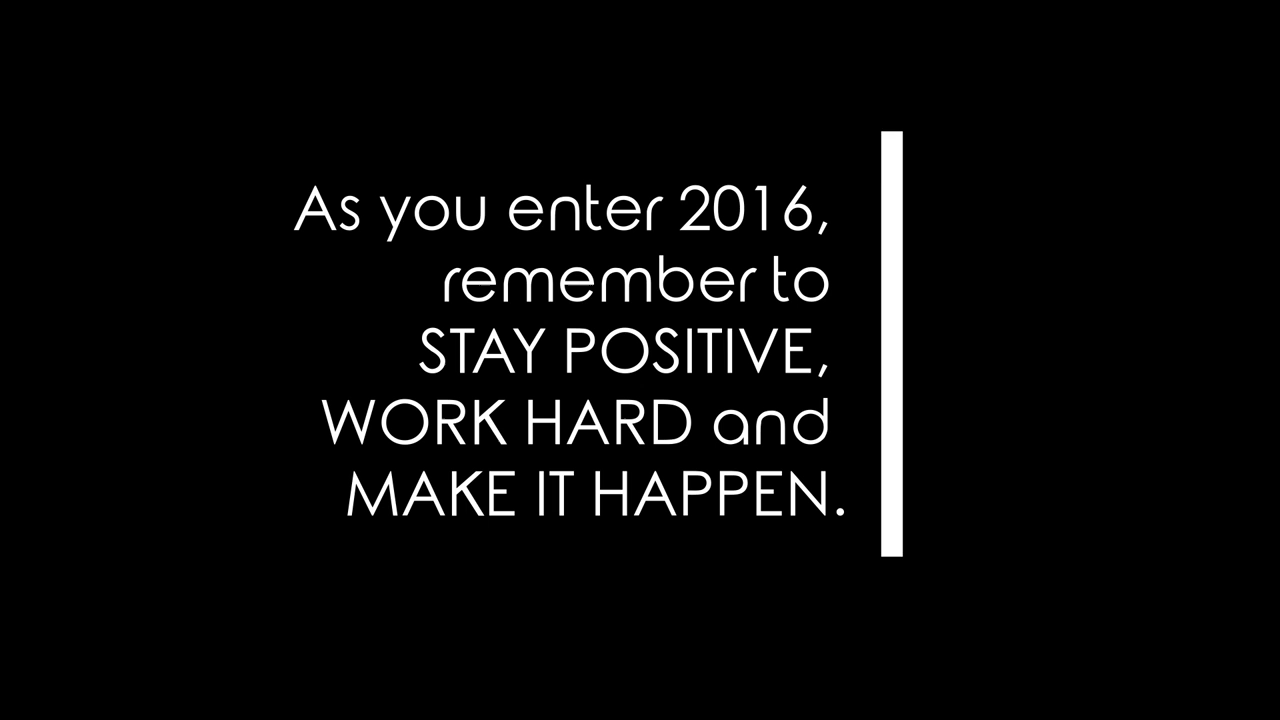 As you enter 2016,
remember to
STAY POSITIVE,
WORK HARD and
MAKE IT HAPPEN.